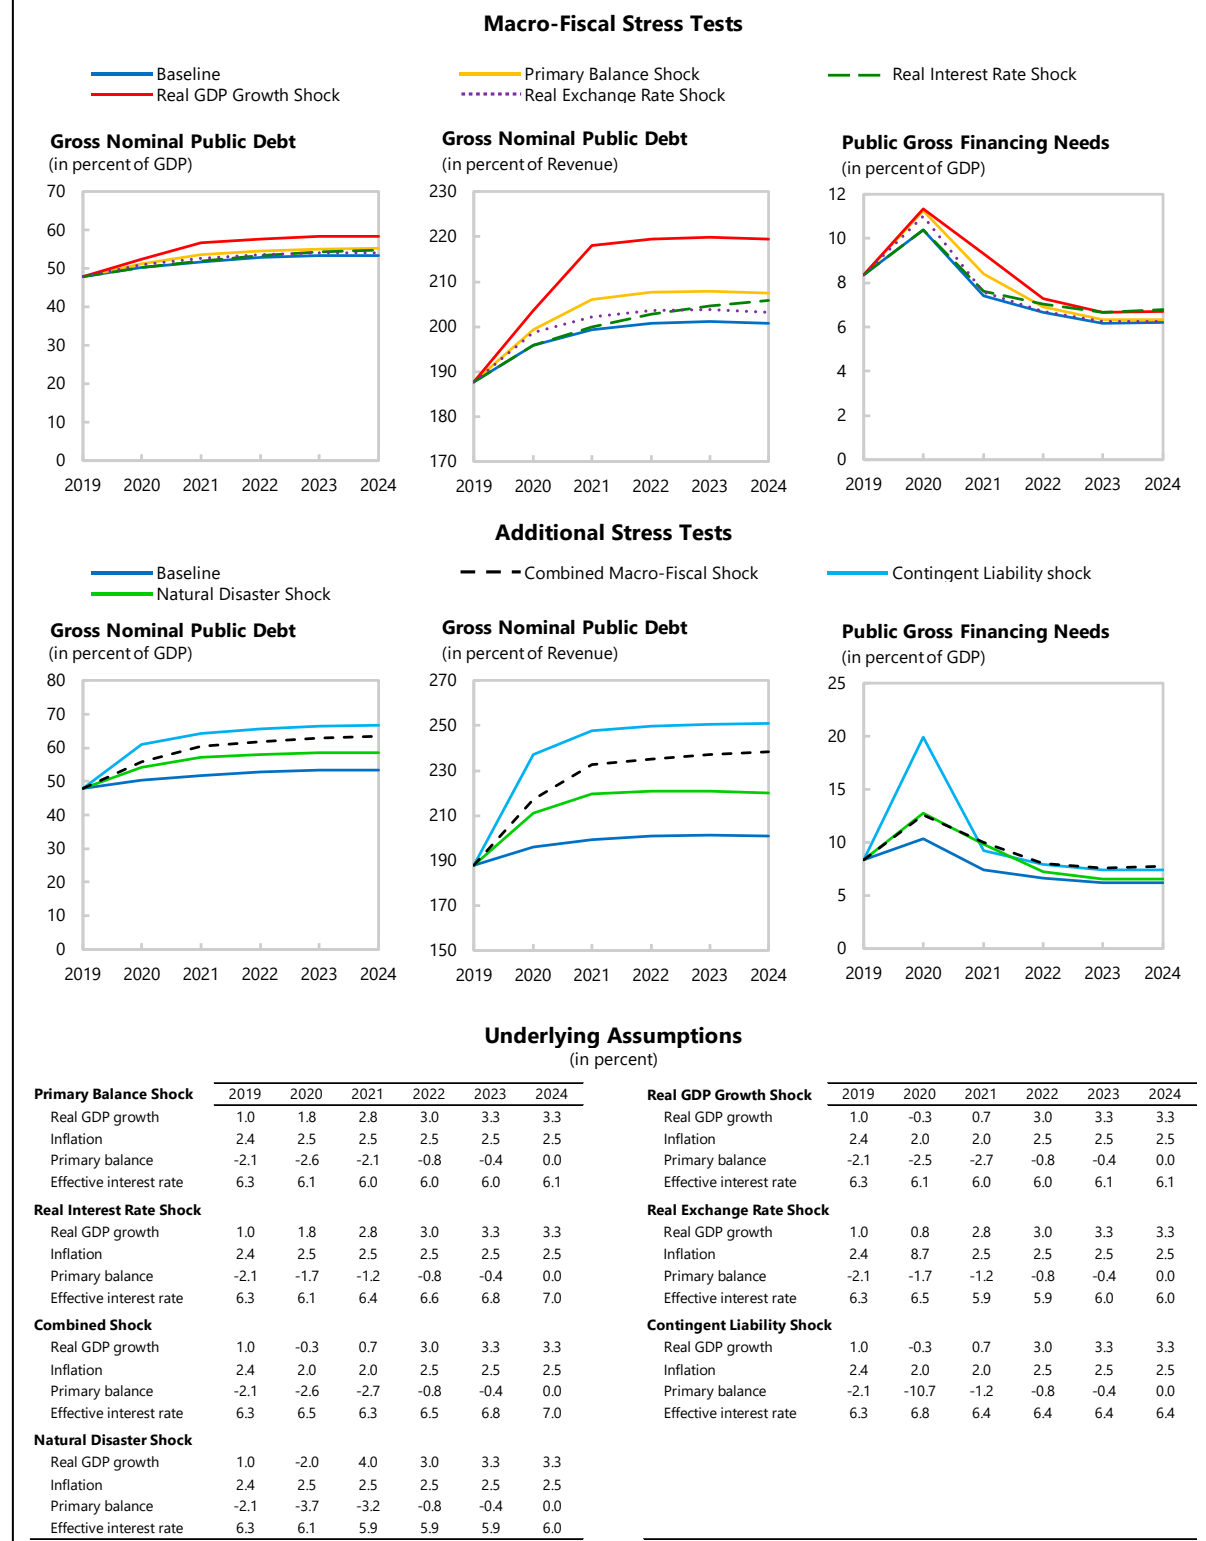 Macro-Fiscal Stress Tests
Baseline
Primary Balance Shock
Real Interest Rate Shock
Real GDP Growth Shock
Real Exchange Rate Shock
Gross Nominal Public Debt
(in percent of GDP)
70
60
50
40
30
20
10
0
2019 2020 2021 2022 2023 2024
Gross Nominal Public Debt
(in percent of Revenue)
230
220
210
200
190
180
170
2019 2020 2021 2022 2023 2024
Public Gross Financing Needs
(in percent of GDP)
12
10
8
6
4
2
0
2019 2020 2021 2022 2023 2024
Additional Stress Tests
Baseline
Combined Macro-Fiscal Shock
Contingent Liability shock
Natural Disaster Shock
Gross Nominal Public Debt
(in percent of GDP)
80
70
60
50
40
30
20
10
0
2019 2020 2021 2022 2023 2024
Gross Nominal Public Debt
(in percent of Revenue)
270
250
230
210
190
170
150
2019 2020 2021 2022 2023 2024
Public Gross Financing Needs
(in percent of GDP)
25
20
15
10
5
0
2019 2020 2021 2022 2023 2024
Underlying Assumptions
(in percent)
Primary Balance Shock 2019 2020 2021 2022 2023 2024
Real GDP growth 1.0 1.8 2.8 3.0 3.3 3.3
Inflation 2.4 2.5 2.5 2.5 2.5 2.5
Primary balance -2.1 -2.6 -2.1 -0.8 -0.4 0.0
Effective interest rate 6.3 6.1 6.0 6.0 6.0 6.1
Real Interest Rate Shock
Real GDP growth 1.0 1.8 2.8 3.0 3.3 3.3
Inflation 2.4 2.5 2.5 2.5 2.5 2.5
Primary balance -2.1 -1.7 -1.2 -0.8 -0.4 0.0
Effective interest rate 6.3 6.1 6.4 6.6 6.8 7.0
Combined Shock
Real GDP growth 1.0 -0.3 0.7 3.0 3.3 3.3
Inflation 2.4 2.0 2.0 2.5 2.5 2.5
Primary balance -2.1 -2.6 -2.7 -0.8 -0.4 0.0
Effective interest rate 6.3 6.5 6.3 6.5 6.8 7.0
Natural Disaster Shock
Real GDP growth 1.0 -2.0 4.0 3.0 3.3 3.3
Inflation 2.4 2.5 2.5 2.5 2.5 2.5
Primary balance -2.1 -3.7 -3.2 -0.8 -0.4 0.0
Effective interest rate 6.3 6.1 5.9 5.9 5.9 6.0
Real GDP Growth Shock 2019 2020 2021 2022 2023 2024
Real GDP growth 1.0 -0.3 0.7 3.0 3.3 3.3
Inflation 2.4 2.0 2.0 2.5 2.5 2.5
Primary balance -2.1 -2.5 -2.7 -0.8 -0.4 0.0
Effective interest rate 6.3 6.1 6.0 6.0 6.1 6.1
Real Exchange Rate Shock
Real GDP growth 1.0 0.8 2.8 3.0 3.3 3.3
Inflation 2.4 8.7 2.5 2.5 2.5 2.5
Primary balance -2.1 -1.7 -1.2 -0.8 -0.4 0.0
Effective interest rate 6.3 6.5 5.9 5.9 6.0 6.0
Contingent Liability Shock
Real GDP growth 1.0 -0.3 0.7 3.0 3.3 3.3
Inflation 2.4 2.0 2.0 2.5 2.5 2.5
Primary balance -2.1 -10.7 -1.2 -0.8 -0.4 0.0
Effective interest rate 6.3 6.8 6.4 6.4 6.4 6.4